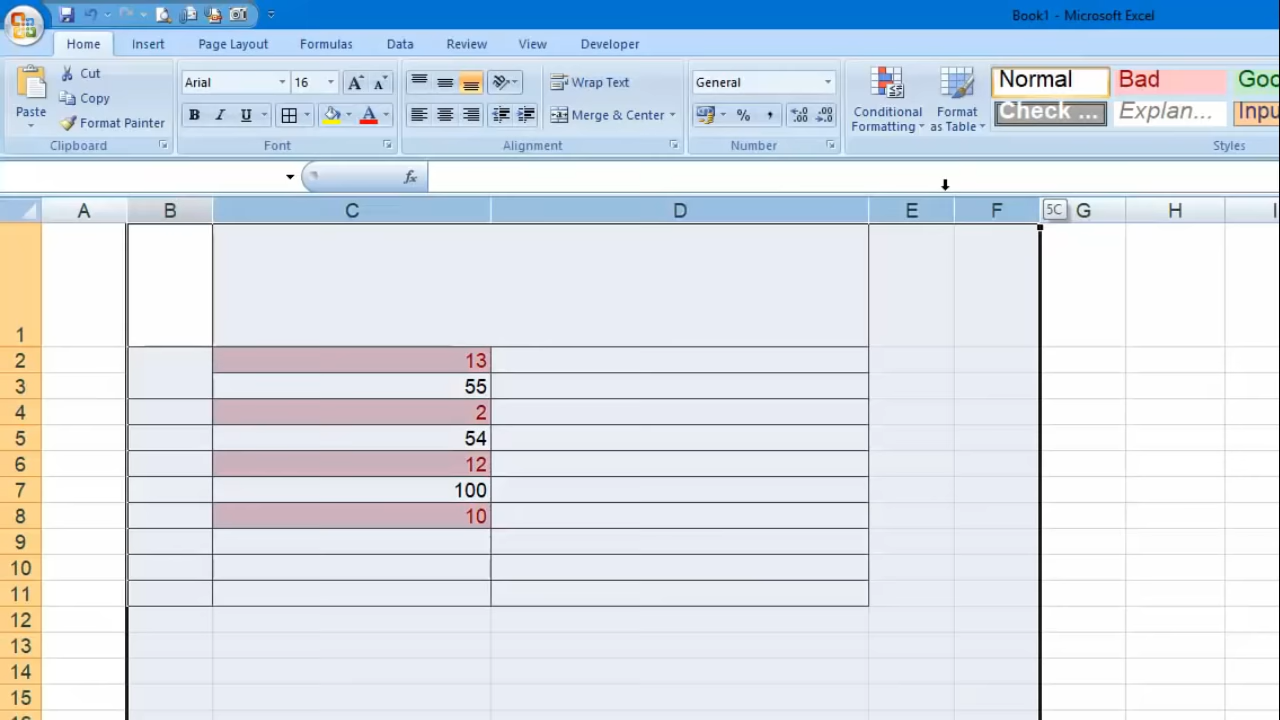 Book1 - Microsoft Excel
Home Insert Page Layout Formulas Data Review View Developer
Paste
Cut
Copy
Format Painter
Clipboard
Arial 16
B I U
Font
Wrap Text
Merge & Center
Alignment
General
%
Number
Conditional Formatting
Format as Table
Normal Bad Goo
Check ... Explan... Inpu
Styles
fx
A B C D E F 5C G H I
1
2 13
3 55
4 2
5 54
6 12
7 100
8 10
9
10
11
12
13
14
15